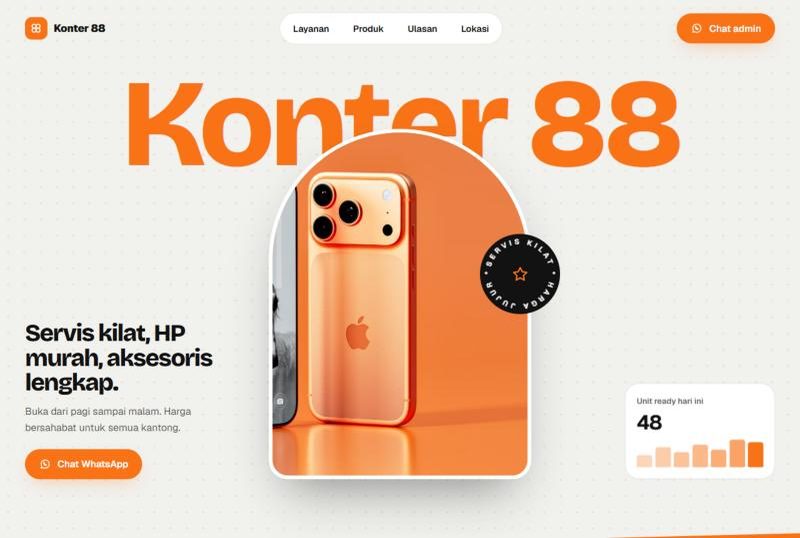 Konter 88
Layanan
Produk
Ulasan
Lokasi
Chat admin
Konter 88
SERVIS KILAT • HARGA JUJUR •
Servis kilat, HP
murah, aksesoris
lengkap.
Buka dari pagi sampai malam. Harga
bersahabat untuk semua kantong.
Chat WhatsApp
Unit ready hari ini
48